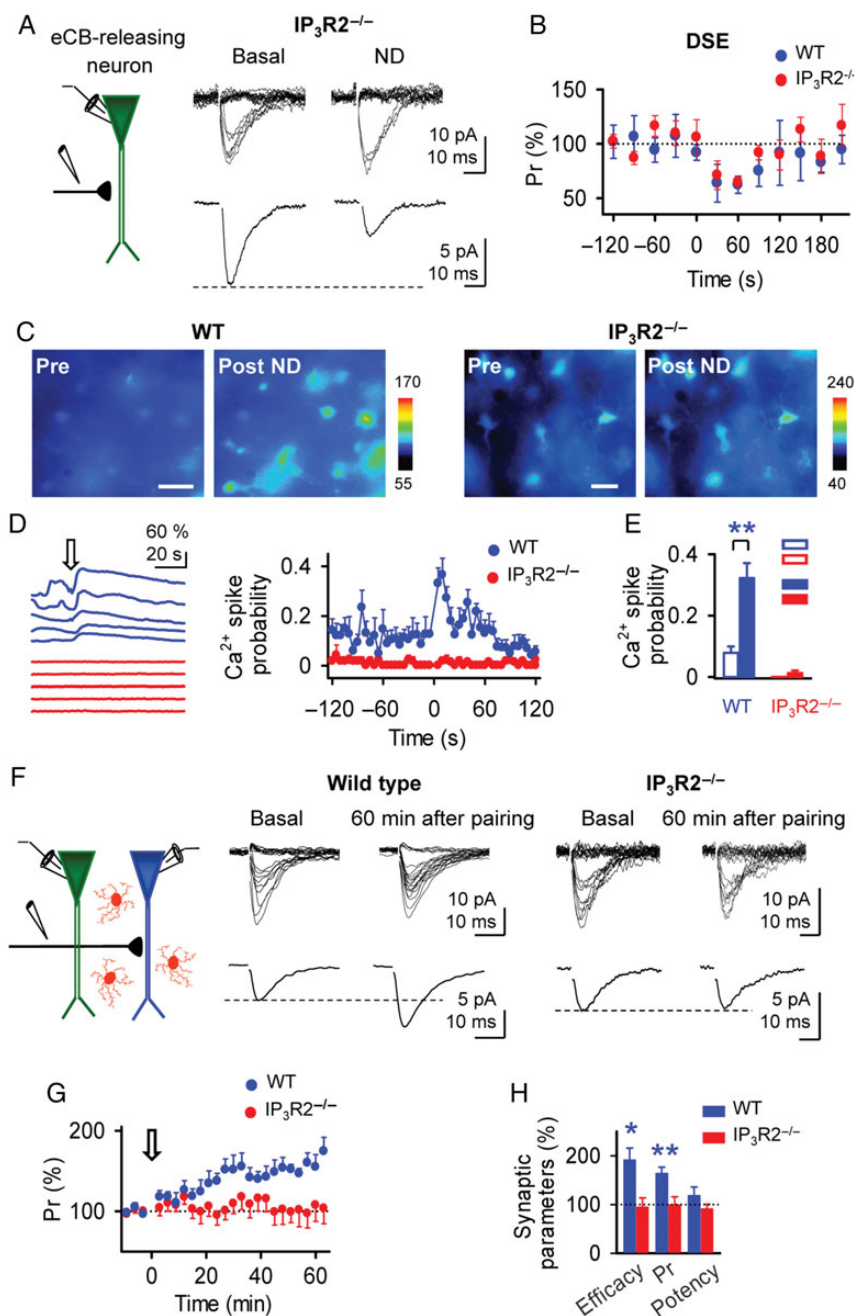 A
eCB-releasing
neuron
IP₃R2⁻/⁻
Basal
ND
10 pA
10 ms
5 pA
10 ms
B
DSE
WT
IP₃R2⁻/⁻
Pr (%)
150
100
50
−120 −60 0 60 120 180
Time (s)
C
WT
IP₃R2⁻/⁻
Pre
Post ND
170
55
Pre
Post ND
240
40
D
60 %
20 s
WT
IP₃R2⁻/⁻
Ca²⁺ spike
probability
0.4
0.2
0
−120 −60 0 60 120
Time (s)
E
**
Ca²⁺ spike
probability
0.4
0.2
0
WT
IP₃R2⁻/⁻
F
Wild type
IP₃R2⁻/⁻
Basal
60 min after pairing
Basal
60 min after pairing
10 pA
10 ms
10 pA
10 ms
5 pA
10 ms
5 pA
10 ms
G
WT
IP₃R2⁻/⁻
Pr (%)
200
100
0 20 40 60
Time (min)
H
WT
IP₃R2⁻/⁻
Synaptic
parameters (%)
200
100
0
*
**
Efficacy
Pr
Potency